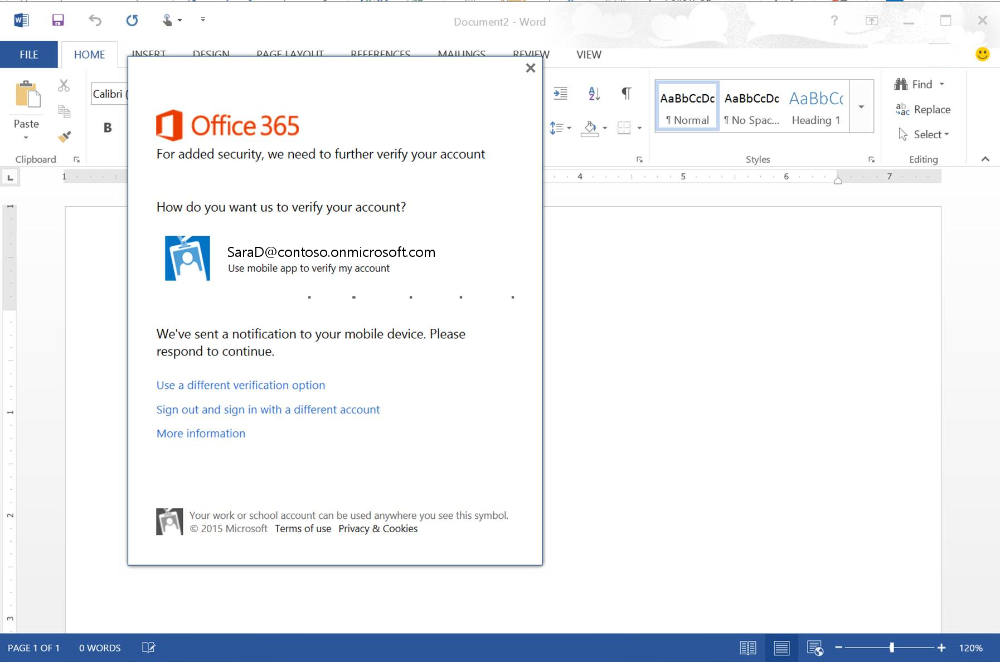 Document2 - Word
?
FILE
HOME
INSERT
DESIGN
PAGE LAYOUT
REFERENCES
MAILINGS
REVIEW
VIEW
Paste
Clipboard
Calibri (
B
AaBbCcDc
¶ Normal
AaBbCcDc
¶ No Spac...
AaBbCc
Heading 1
Styles
Find
Replace
Select
Editing
1
4
5
6
7
Office 365
For added security, we need to further verify your account
How do you want us to verify your account?
SaraD@contoso.onmicrosoft.com
Use mobile app to verify my account
We've sent a notification to your mobile device. Please
respond to continue.
Use a different verification option
Sign out and sign in with a different account
More information
Your work or school account can be used anywhere you see this symbol.
© 2015 Microsoft Terms of use Privacy & Cookies
1
1
2
3
PAGE 1 OF 1
0 WORDS
120%